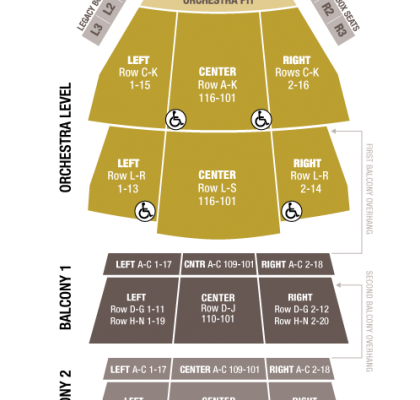 ORCHESTRA PIT
LEGACY B
L3
L2
BOX SEATS
R2
R3
ORCHESTRA LEVEL
LEFT
Row C-K
1-15
CENTER
Row A-K
116-101
RIGHT
Rows C-K
2-16
LEFT
Row L-R
1-13
CENTER
Row L-S
116-101
RIGHT
Row L-R
2-14
FIRST BALCONY OVERHANG
BALCONY 1
LEFT A-C 1-17
CNTR A-C 109-101
RIGHT A-C 2-18
LEFT
Row D-G 1-11
Row H-N 1-19
CENTER
Row D-J
110-101
RIGHT
Row D-G 2-12
Row H-N 2-20
SECOND BALCONY OVERHANG
ONY 2
LEFT A-C 1-17
CENTER A-C 109-101
RIGHT A-C 2-18
LEFT
CENTER
RIGHT